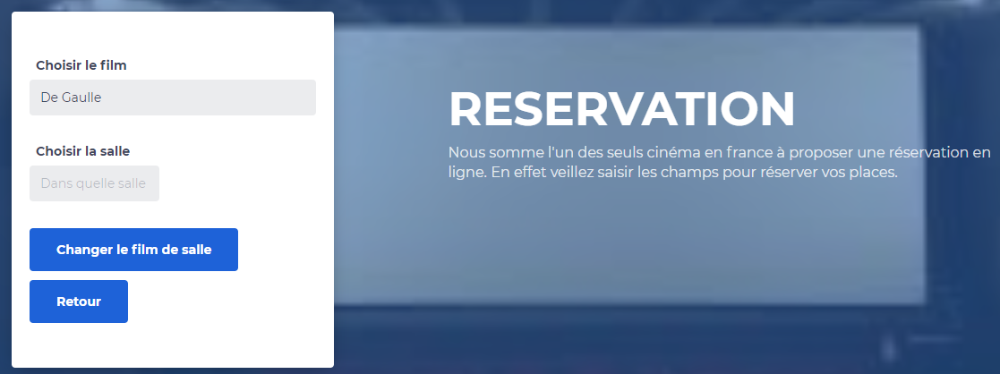 Choisir le film
De Gaulle
Choisir la salle
Dans quelle salle
Changer le film de salle
Retour
RESERVATION
Nous somme l'un des seuls cinéma en france à proposer une réservation en
ligne. En effet veillez saisir les champs pour réserver vos places.